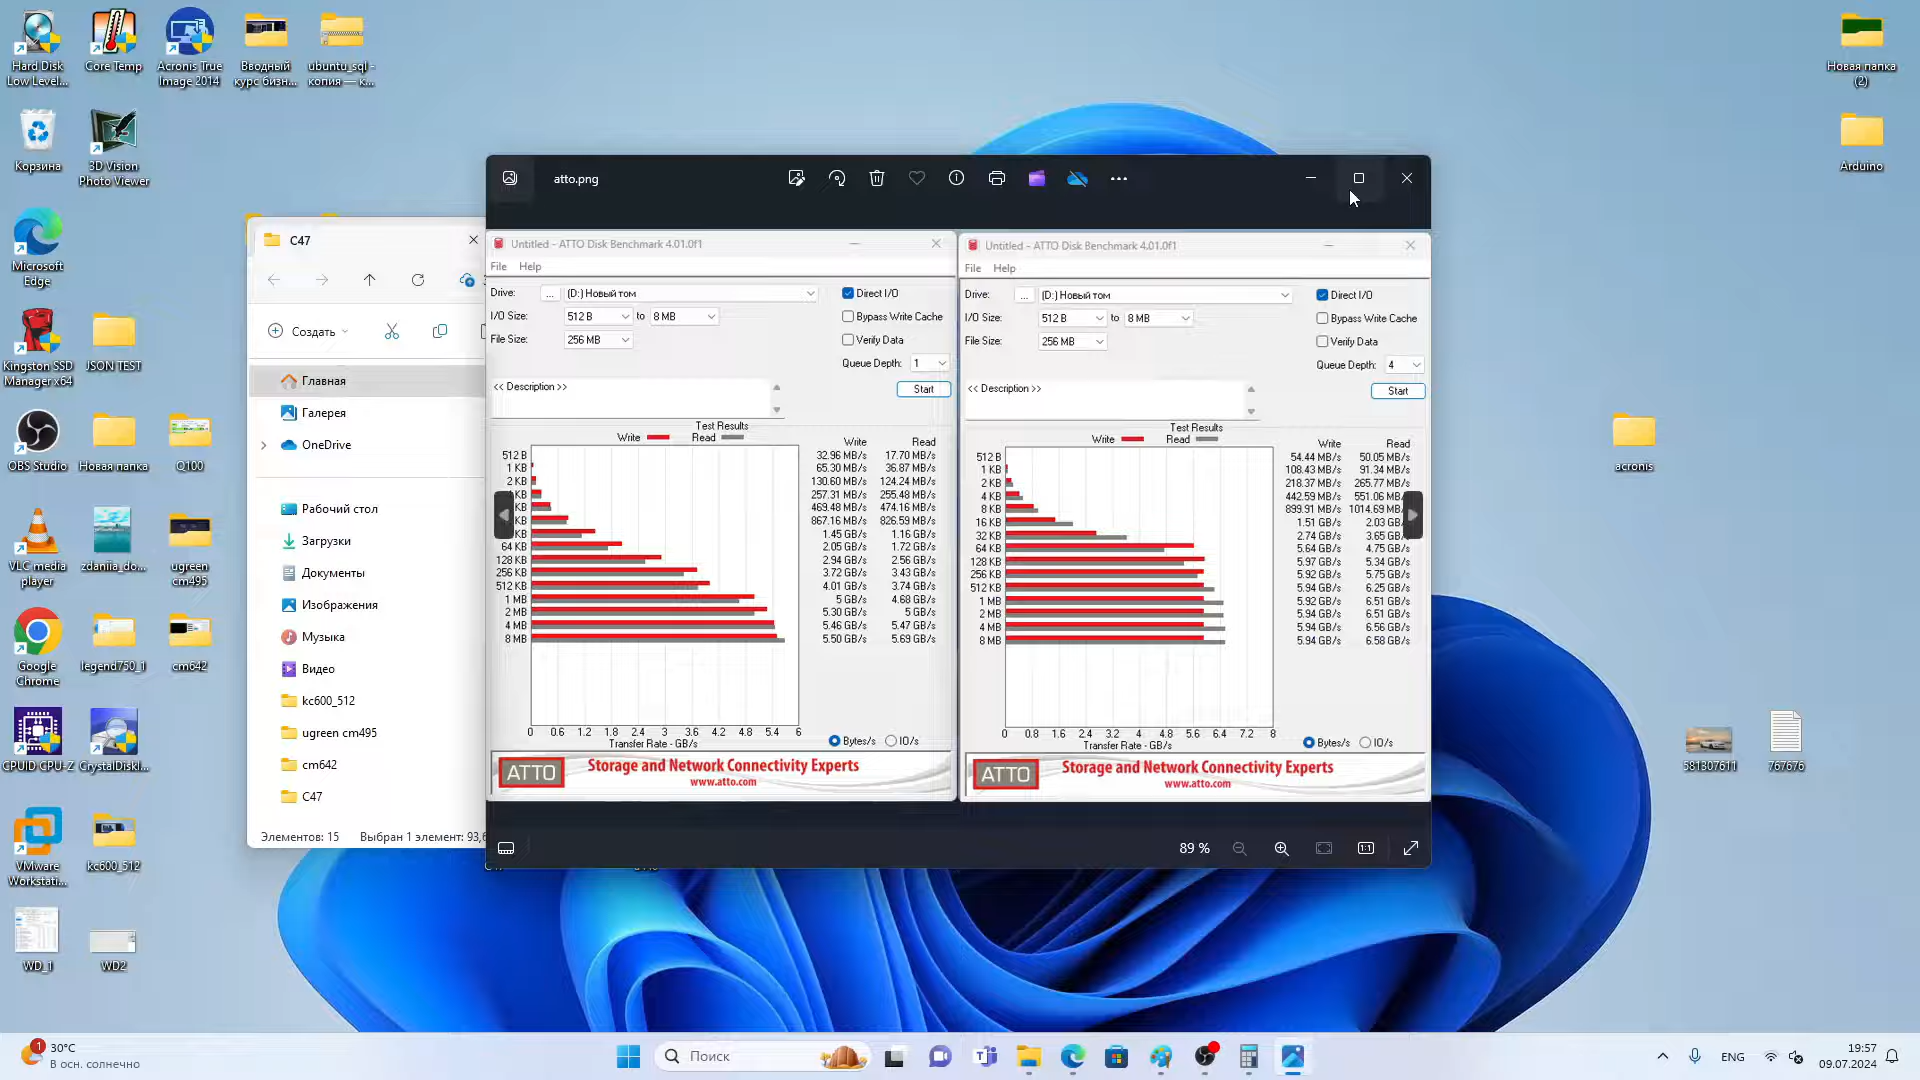 Hard Disk
Low Level...
Core Temp
Acronis True
Image 2014
Вводный
курс бизн...
ubuntu_sql -
копия — к...
Новая папка
(2)
Корзина
3D Vision
Photo Viewer
Arduino
Microsoft
Edge
Kingston SSD
Manager x64
JSON TEST
OBS Studio
Новая папка
Q100
acronis
VLC media
player
zdaniia_do...
ugreen
cm495
Google
Chrome
legend750_1
cm642
CPUID CPU-Z
CrystalDiskI...
581307611
767676
VMware
Workstati...
kc600_512
WD_1
WD2
C47
Создать
Главная
Галерея
OneDrive
Рабочий стол
Загрузки
Документы
Изображения
Музыка
Видео
kc600_512
ugreen cm495
cm642
C47
Элементов: 15 Выбран 1 элемент: 93,6
atto.png
Untitled - ATTO Disk Benchmark 4.01.0f1
File Help
Drive: ... (D:) Новый том
Direct I/O
I/O Size: 512 B to 8 MB
Bypass Write Cache
File Size: 256 MB
Verify Data
Queue Depth: 1
<< Description >>
Start
Test Results
Write Read
Write Read
512 B 32.96 MB/s 17.70 MB/s
1 KB 65.30 MB/s 36.87 MB/s
2 KB 130.60 MB/s 124.24 MB/s
KB 257.31 MB/s 255.48 MB/s
KB 469.48 MB/s 474.16 MB/s
KB 867.16 MB/s 826.59 MB/s
KB 1.45 GB/s 1.16 GB/s
64 KB 2.05 GB/s 1.72 GB/s
128 KB 2.94 GB/s 2.56 GB/s
256 KB 3.72 GB/s 3.43 GB/s
512 KB 4.01 GB/s 3.74 GB/s
1 MB 5 GB/s 4.68 GB/s
2 MB 5.30 GB/s 5 GB/s
4 MB 5.46 GB/s 5.47 GB/s
8 MB 5.50 GB/s 5.69 GB/s
0 0.6 1.2 1.8 2.4 3 3.6 4.2 4.8 5.4 6
Transfer Rate - GB/s
Bytes/s IO/s
ATTO
Storage and Network Connectivity Experts
www.atto.com
Untitled - ATTO Disk Benchmark 4.01.0f1
File Help
Drive: ... (D:) Новый том
Direct I/O
I/O Size: 512 B to 8 MB
Bypass Write Cache
File Size: 256 MB
Verify Data
Queue Depth: 4
<< Description >>
Start
Test Results
Write Read
Write Read
512 B 54.44 MB/s 50.05 MB/s
1 KB 108.43 MB/s 91.34 MB/s
2 KB 218.37 MB/s 265.77 MB/s
4 KB 442.59 MB/s 551.06 MB/
8 KB 899.91 MB/s 1014.69 MB/
16 KB 1.51 GB/s 2.03 GB/
32 KB 2.74 GB/s 3.65 GB/s
64 KB 5.64 GB/s 4.75 GB/s
128 KB 5.97 GB/s 5.34 GB/s
256 KB 5.92 GB/s 5.75 GB/s
512 KB 5.94 GB/s 6.25 GB/s
1 MB 5.92 GB/s 6.51 GB/s
2 MB 5.94 GB/s 6.51 GB/s
4 MB 5.94 GB/s 6.56 GB/s
8 MB 5.94 GB/s 6.58 GB/s
0 0.8 1.6 2.4 3.2 4 4.8 5.6 6.4 7.2 8
Transfer Rate - GB/s
Bytes/s IO/s
ATTO
Storage and Network Connectivity Experts
www.atto.com
89 %
1:1
1
30°C
В осн. солнечно
Поиск
ENG
19:57
09.07.2024